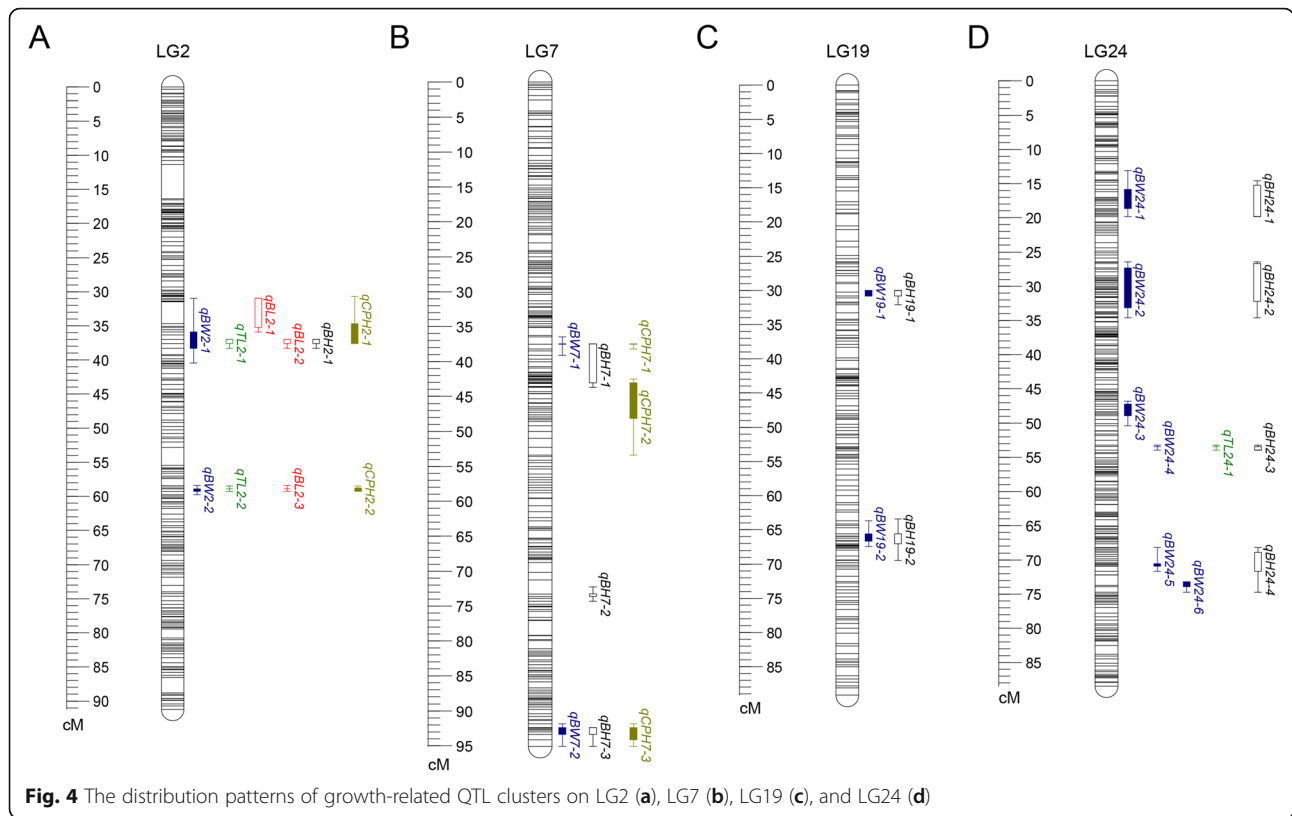 A
LG2
0
5
10
15
20
25
30
35
40
45
50
55
60
65
70
75
80
85
90
cM
qBW2-1
qTL2-1
qBL2-1
qBL2-2
qBH2-1
qCPH2-1
qBW2-2
qTL2-2
qBL2-3
qCPH2-2
B
LG7
0
5
10
15
20
25
30
35
40
45
50
55
60
65
70
75
80
85
90
95
cM
qBW7-1
qBH7-1
qCPH7-1
qCPH7-2
qBH7-2
qBW7-2
qBH7-3
qCPH7-3
C
LG19
0
5
10
15
20
25
30
35
40
45
50
55
60
65
70
75
80
85
cM
qBW19-1
qBH19-1
qBW19-2
qBH19-2
D
LG24
0
5
10
15
20
25
30
35
40
45
50
55
60
65
70
75
80
85
cM
qBW24-1
qBH24-1
qBW24-2
qBH24-2
qBW24-3
qBW24-4
qTL24-1
qBH24-3
qBW24-5
qBW24-6
qBH24-4
Fig. 4 The distribution patterns of growth-related QTL clusters on LG2 (a), LG7 (b), LG19 (c), and LG24 (d)